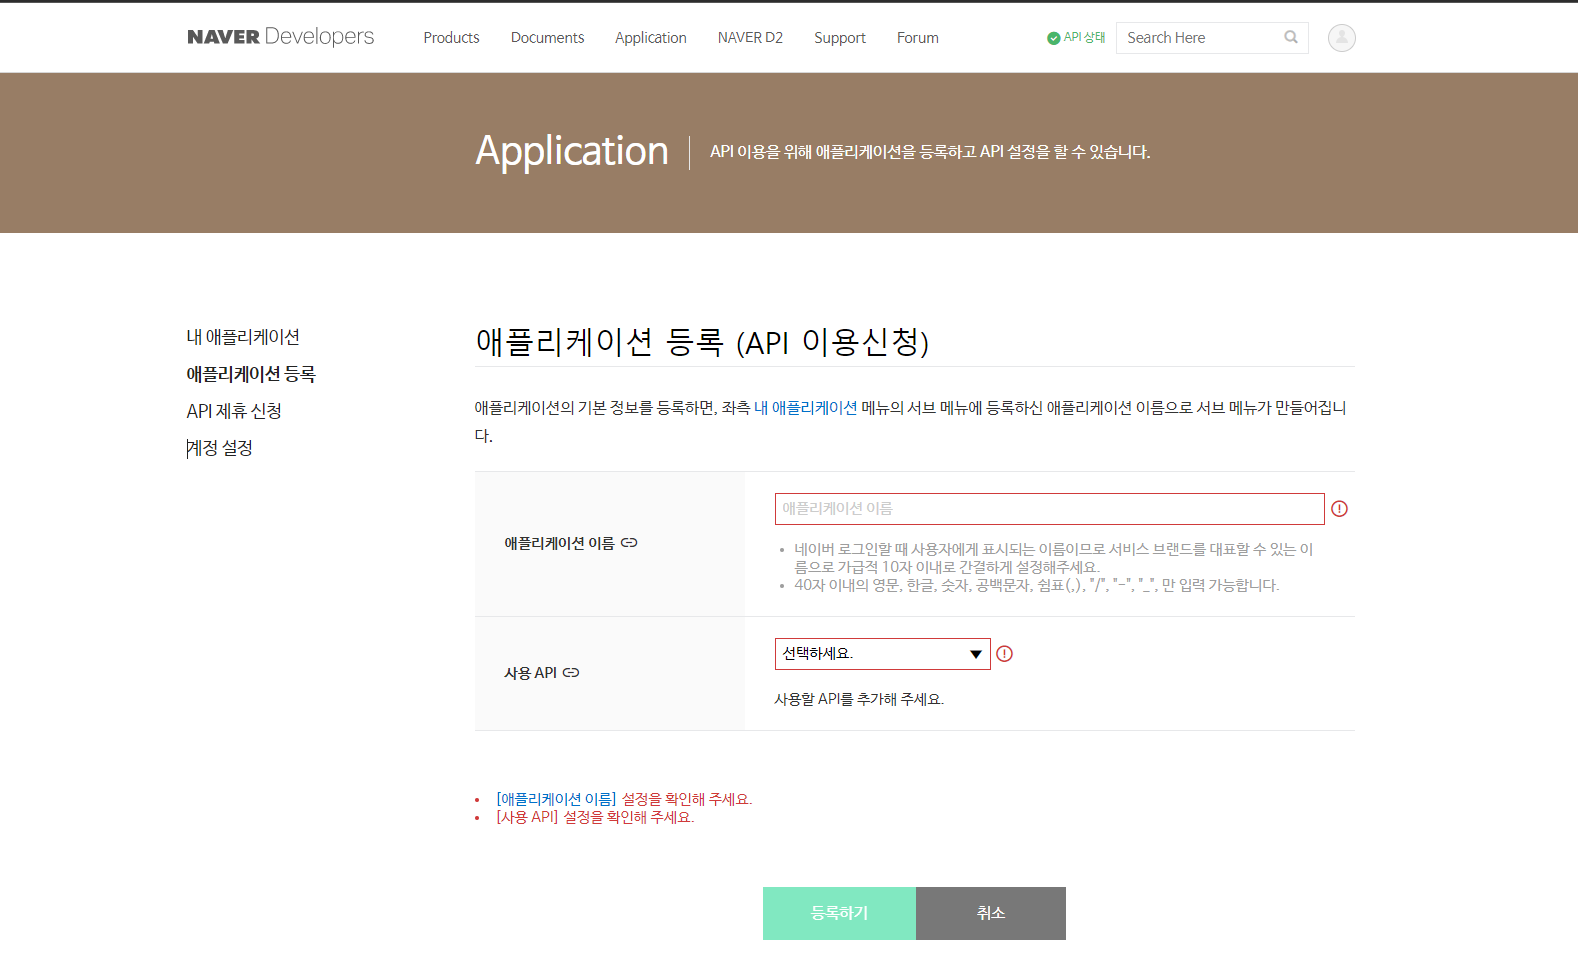 NAVER Developers
Products
Documents
Application
NAVER D2
Support
Forum
API 상태
Search Here
Application
API 이용을 위해 애플리케이션을 등록하고 API 설정을 할 수 있습니다.
내 애플리케이션
애플리케이션 등록
API 제휴 신청
계정 설정
애플리케이션 등록 (API 이용신청)
애플리케이션의 기본 정보를 등록하면, 좌측 내 애플리케이션 메뉴의 서브 메뉴에 등록하신 애플리케이션 이름으로 서브 메뉴가 만들어집니
다.
애플리케이션 이름
애플리케이션 이름
• 네이버 로그인할 때 사용자에게 표시되는 이름이므로 서비스 브랜드를 대표할 수 있는 이
름으로 가급적 10자 이내로 간결하게 설정해주세요.
• 40자 이내의 영문, 한글, 숫자, 공백문자, 쉼표(,), "/", "-", "_", 만 입력 가능합니다.
사용 API
선택하세요.
사용할 API를 추가해 주세요.
• [애플리케이션 이름] 설정을 확인해 주세요.
• [사용 API] 설정을 확인해 주세요.
등록하기
취소